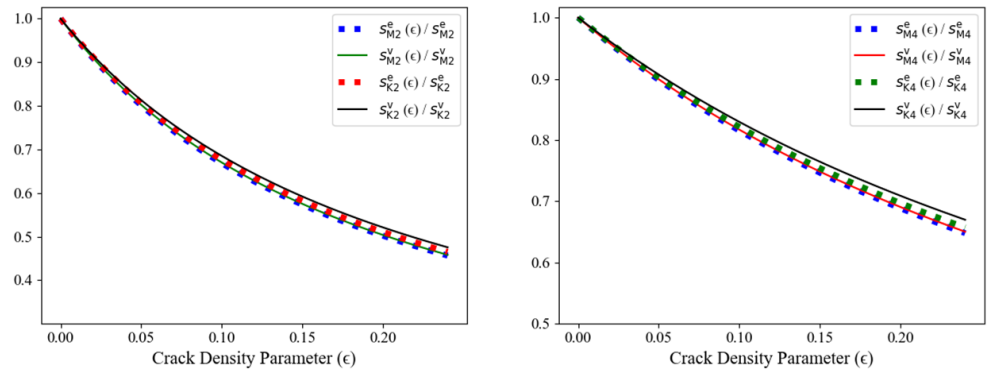 1.0
0.9
0.8
0.7
0.6
0.5
0.4
0.00
0.05
0.10
0.15
0.20
Crack Density Parameter (ϵ)
s^e_M2 (ϵ) / s^e_M2
s^v_M2 (ϵ) / s^v_M2
s^e_K2 (ϵ) / s^e_K2
s^v_K2 (ϵ) / s^v_K2
1.0
0.9
0.8
0.7
0.6
0.5
0.00
0.05
0.10
0.15
0.20
Crack Density Parameter (ϵ)
s^e_M4 (ϵ) / s^e_M4
s^v_M4 (ϵ) / s^v_M4
s^e_K4 (ϵ) / s^e_K4
s^v_K4 (ϵ) / s^v_K4